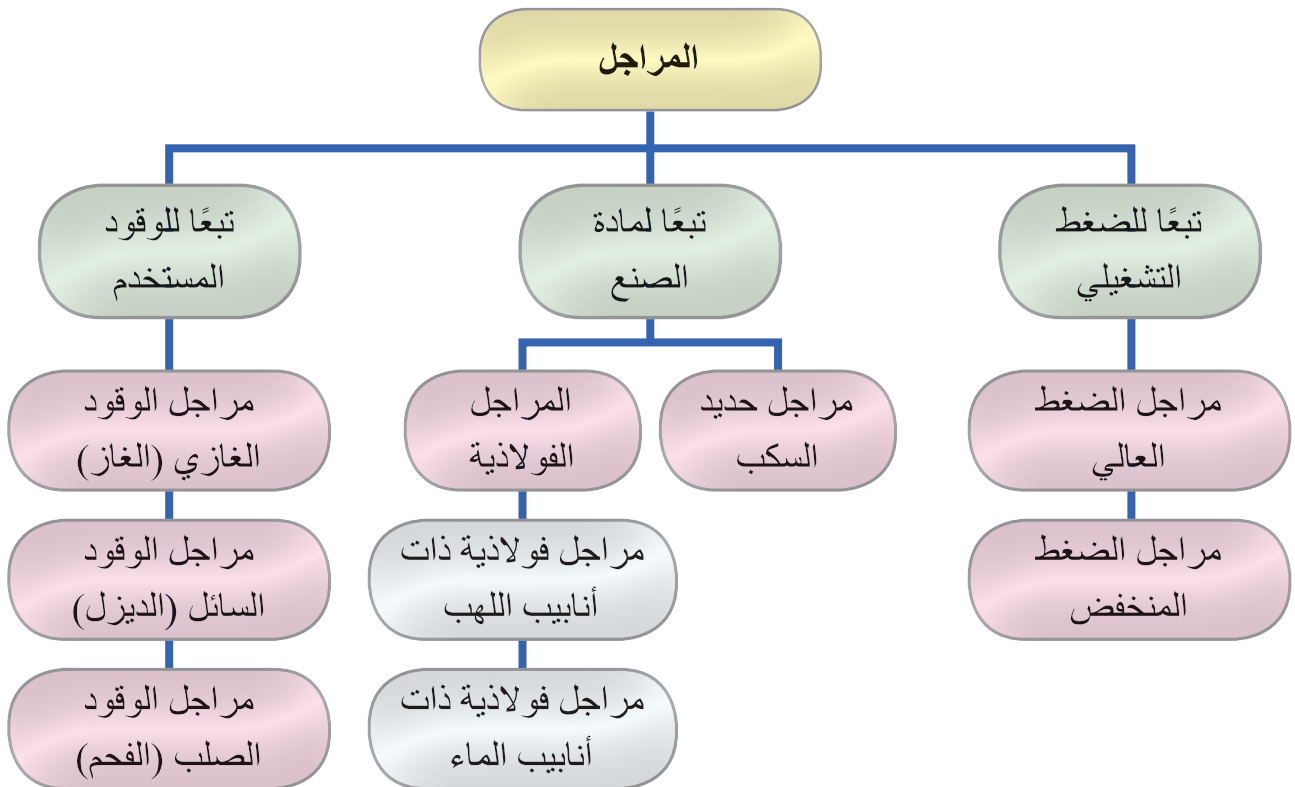 المراجل
تبعًا للضغط
التشغيلي
مراجل الضغط
العالي
مراجل الضغط
المنخفض
تبعًا لمادة
الصنع
مراجل حديد
السكب
المراجل
الفولاذية
مراجل فولاذية ذات
أنابيب اللهب
مراجل فولاذية ذات
أنابيب الماء
تبعًا للوقود
المستخدم
مراجل الوقود
الغازي (الغاز)
مراجل الوقود
السائل (الديزل)
مراجل الوقود
الصلب (الفحم)